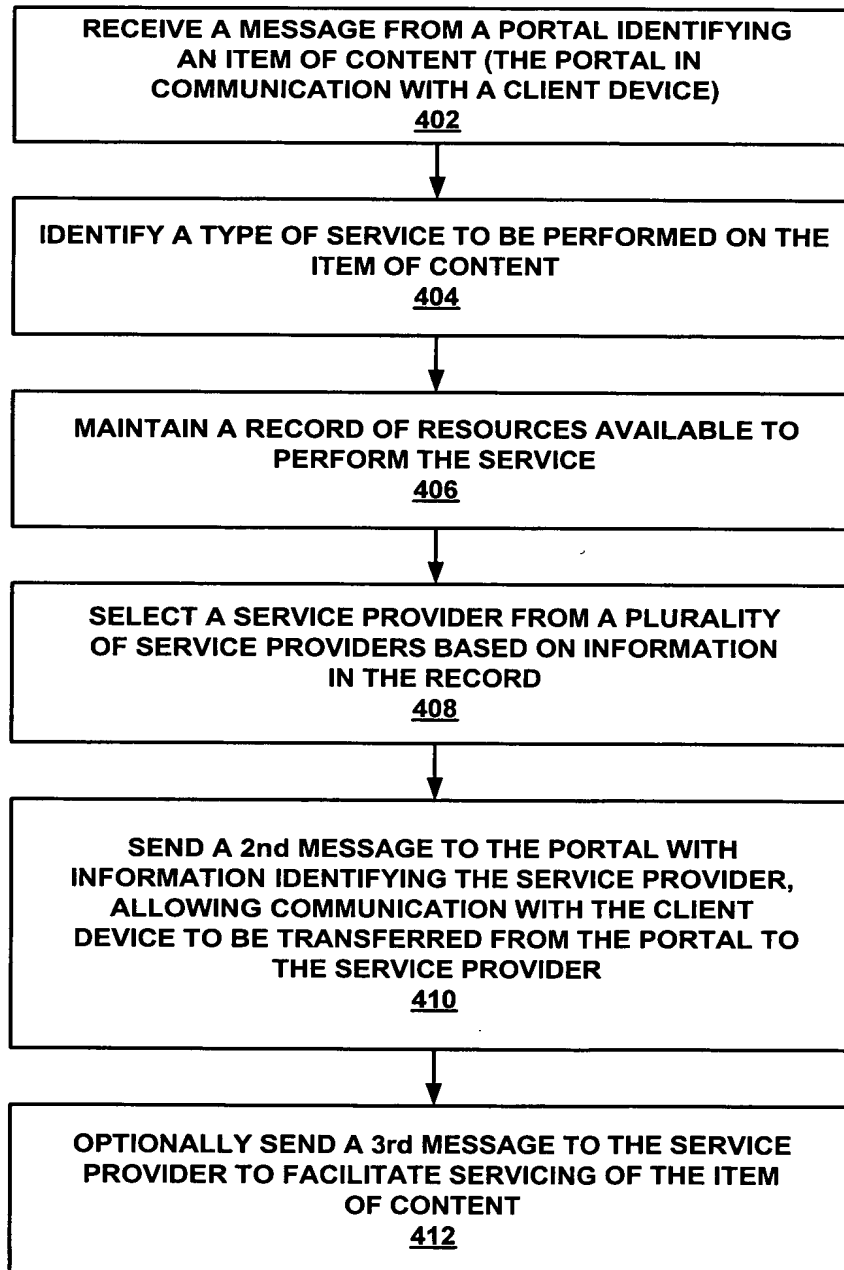 RECEIVE A MESSAGE FROM A PORTAL IDENTIFYING
AN ITEM OF CONTENT (THE PORTAL IN
COMMUNICATION WITH A CLIENT DEVICE)
402
IDENTIFY A TYPE OF SERVICE TO BE PERFORMED ON THE
ITEM OF CONTENT
404
MAINTAIN A RECORD OF RESOURCES AVAILABLE TO
PERFORM THE SERVICE
406
SELECT A SERVICE PROVIDER FROM A PLURALITY
OF SERVICE PROVIDERS BASED ON INFORMATION
IN THE RECORD
408
SEND A 2nd MESSAGE TO THE PORTAL WITH
INFORMATION IDENTIFYING THE SERVICE PROVIDER,
ALLOWING COMMUNICATION WITH THE CLIENT
DEVICE TO BE TRANSFERRED FROM THE PORTAL TO
THE SERVICE PROVIDER
410
OPTIONALLY SEND A 3rd MESSAGE TO THE SERVICE
PROVIDER TO FACILITATE SERVICING OF THE ITEM
OF CONTENT
412